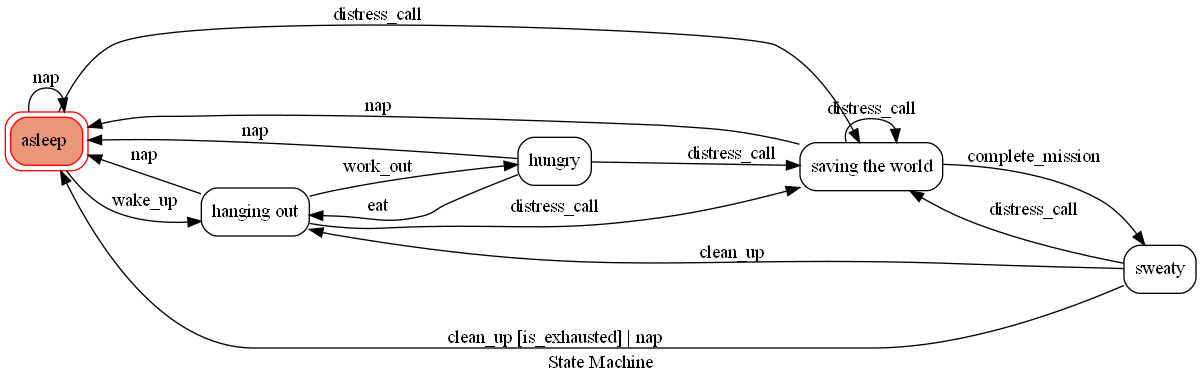 distress_call
nap
distress_call
nap
asleep
nap
hungry
distress_call
complete_mission
nap
work_out
saving the world
wake_up
hanging out
eat
distress_call
distress_call
clean_up
sweaty
clean_up [is_exhausted] | nap
State Machine